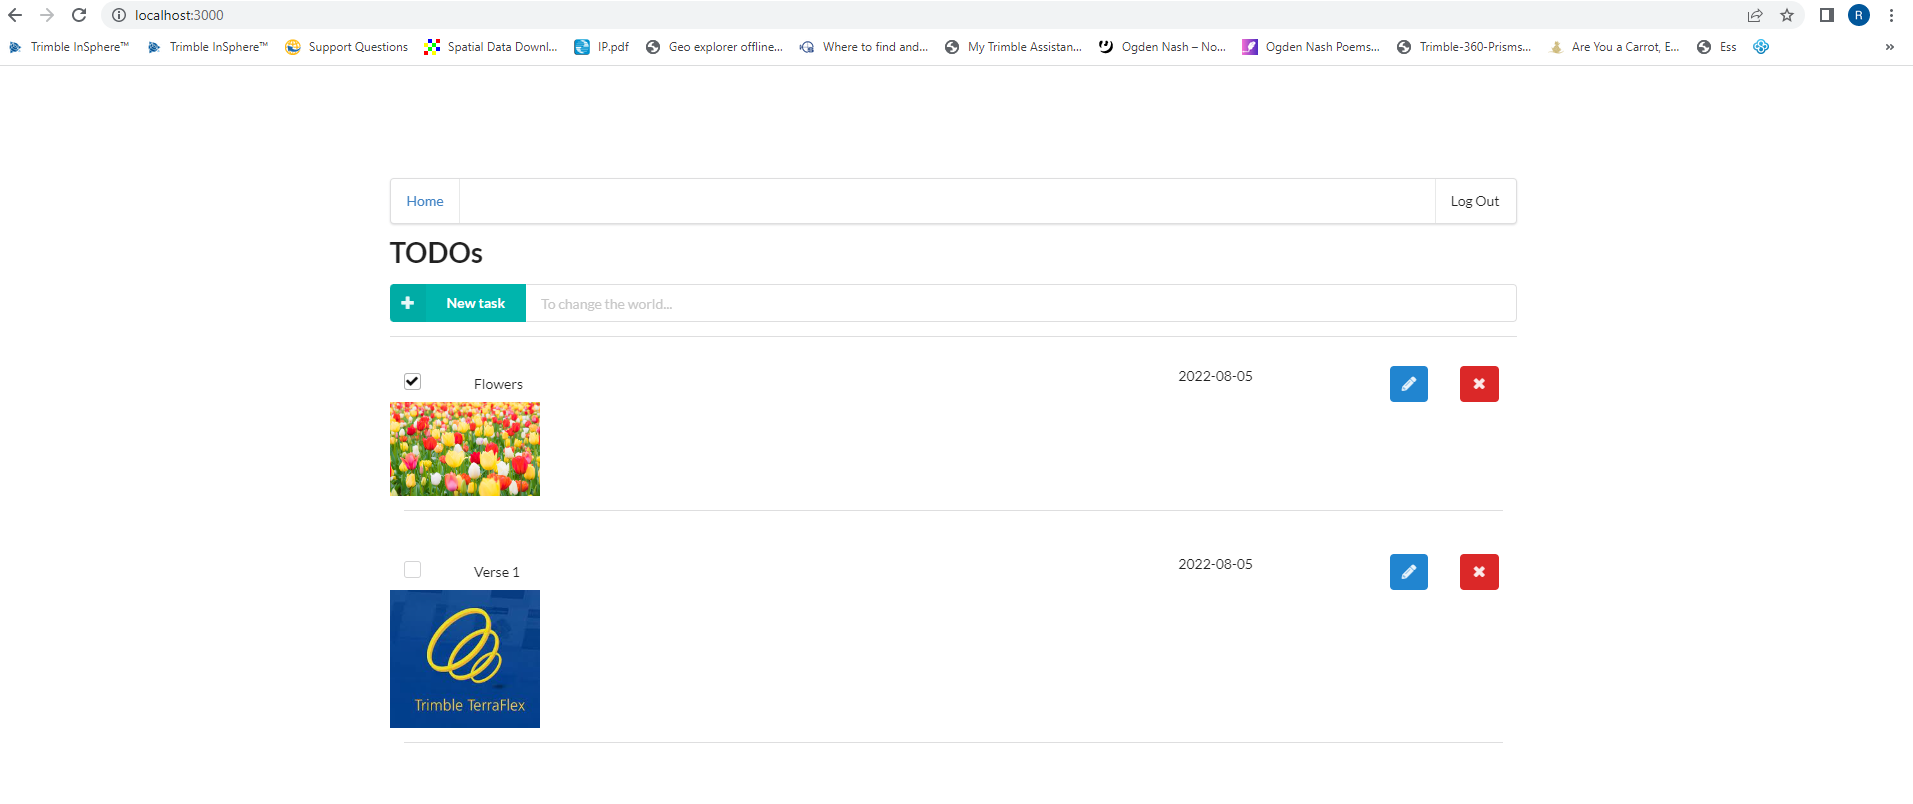 localhost:3000
R
Trimble InSphere™ Trimble InSphere™ Support Questions Spatial Data Downl... IP.pdf Geo explorer offline... Where to find and... My Trimble Assistan... Ogden Nash – No... Ogden Nash Poems... Trimble-360-Prisms... Are You a Carrot, E... Ess »
Home Log Out
TODOs
New task To change the world...
Flowers 2022-08-05
Verse 1 2022-08-05
Trimble TerraFlex